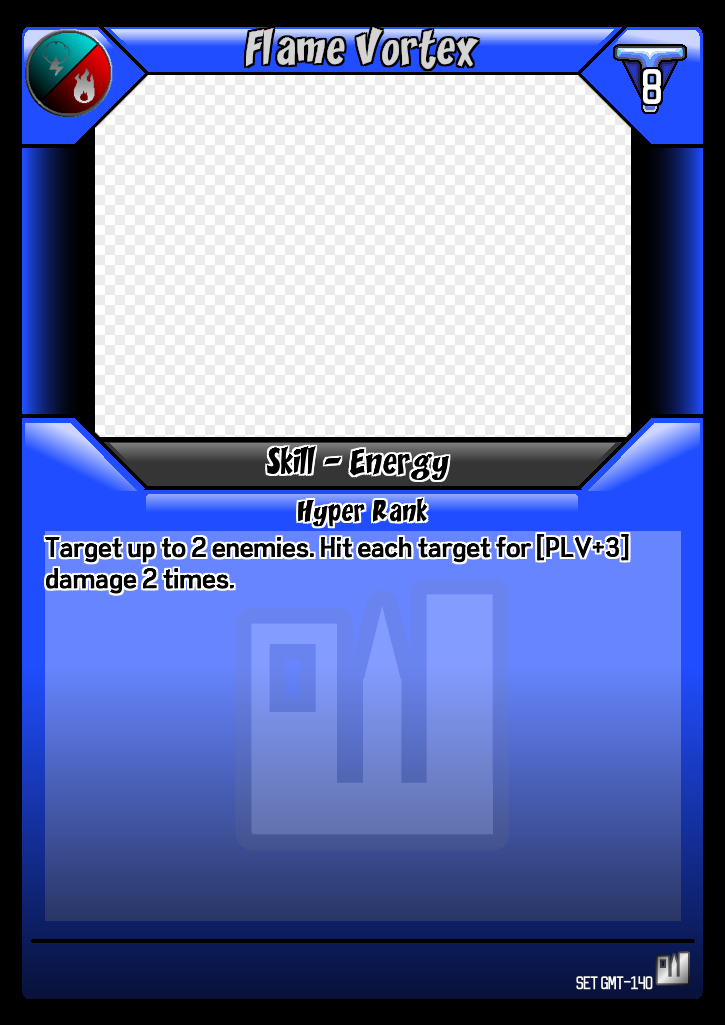 Flame Vortex
8
Skill - Energy
Hyper Rank
Target up to 2 enemies. Hit each target for [PLV+3]
damage 2 times.
SET GMT-140